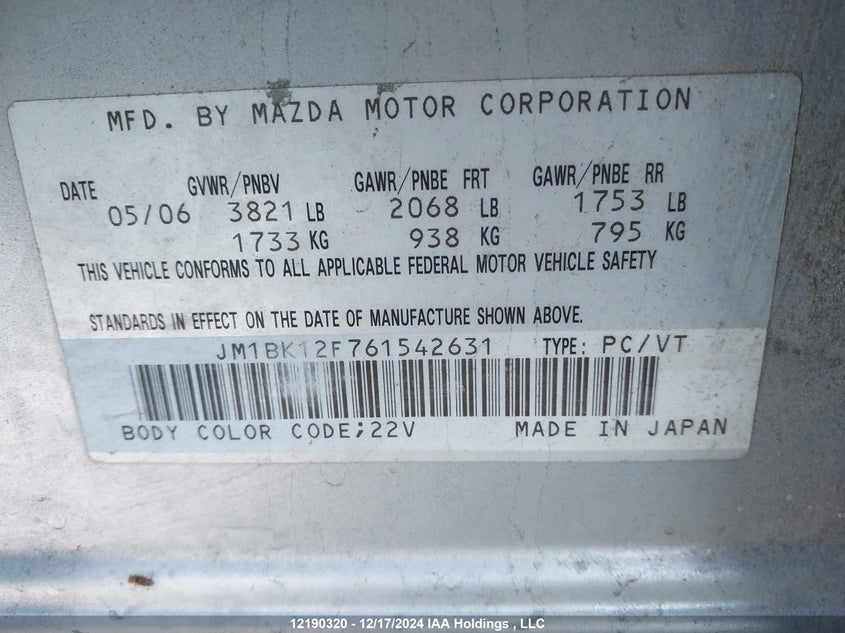 MFD. BY MAZDA MOTOR CORPORATION
DATE GVWR/PNBV GAWR/PNBE FRT GAWR/PNBE RR
05/06 3821 LB 2068 LB 1753 LB
1733 KG 938 KG 795 KG
THIS VEHICLE CONFORMS TO ALL APPLICABLE FEDERAL MOTOR VEHICLE SAFETY
STANDARDS IN EFFECT ON THE DATE OF MANUFACTURE SHOWN ABOVE.
JM1BK12F761542631 TYPE: PC/VT
BODY COLOR CODE;22V MADE IN JAPAN
12190320 - 12/17/2024 IAA Holdings , LLC